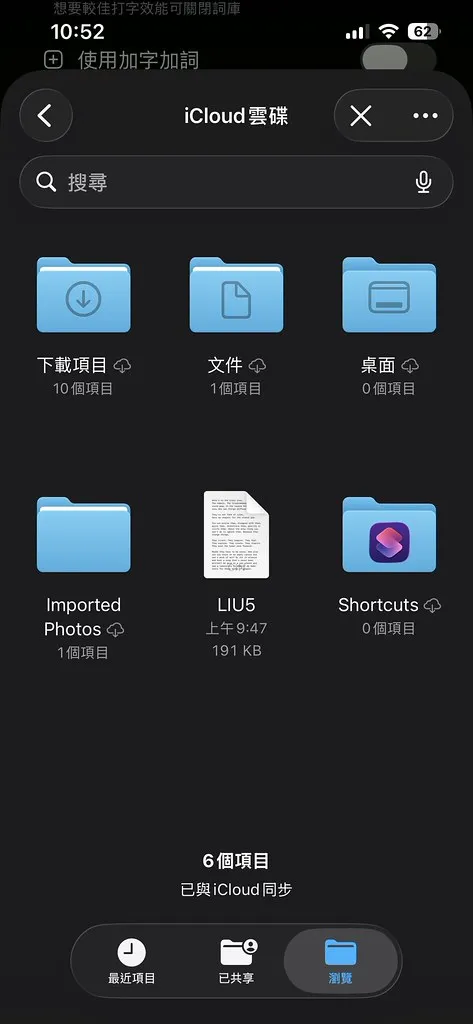 想要較佳打字效能可關閉詞庫
10:52
62
使用加字加詞
iCloud雲碟
搜尋
下載項目
10個項目
文件
1個項目
桌面
0個項目
Imported
Photos
1個項目
LIU5
上午9:47
191 KB
Shortcuts
0個項目
6個項目
已與iCloud同步
最近項目
已共享
瀏覽